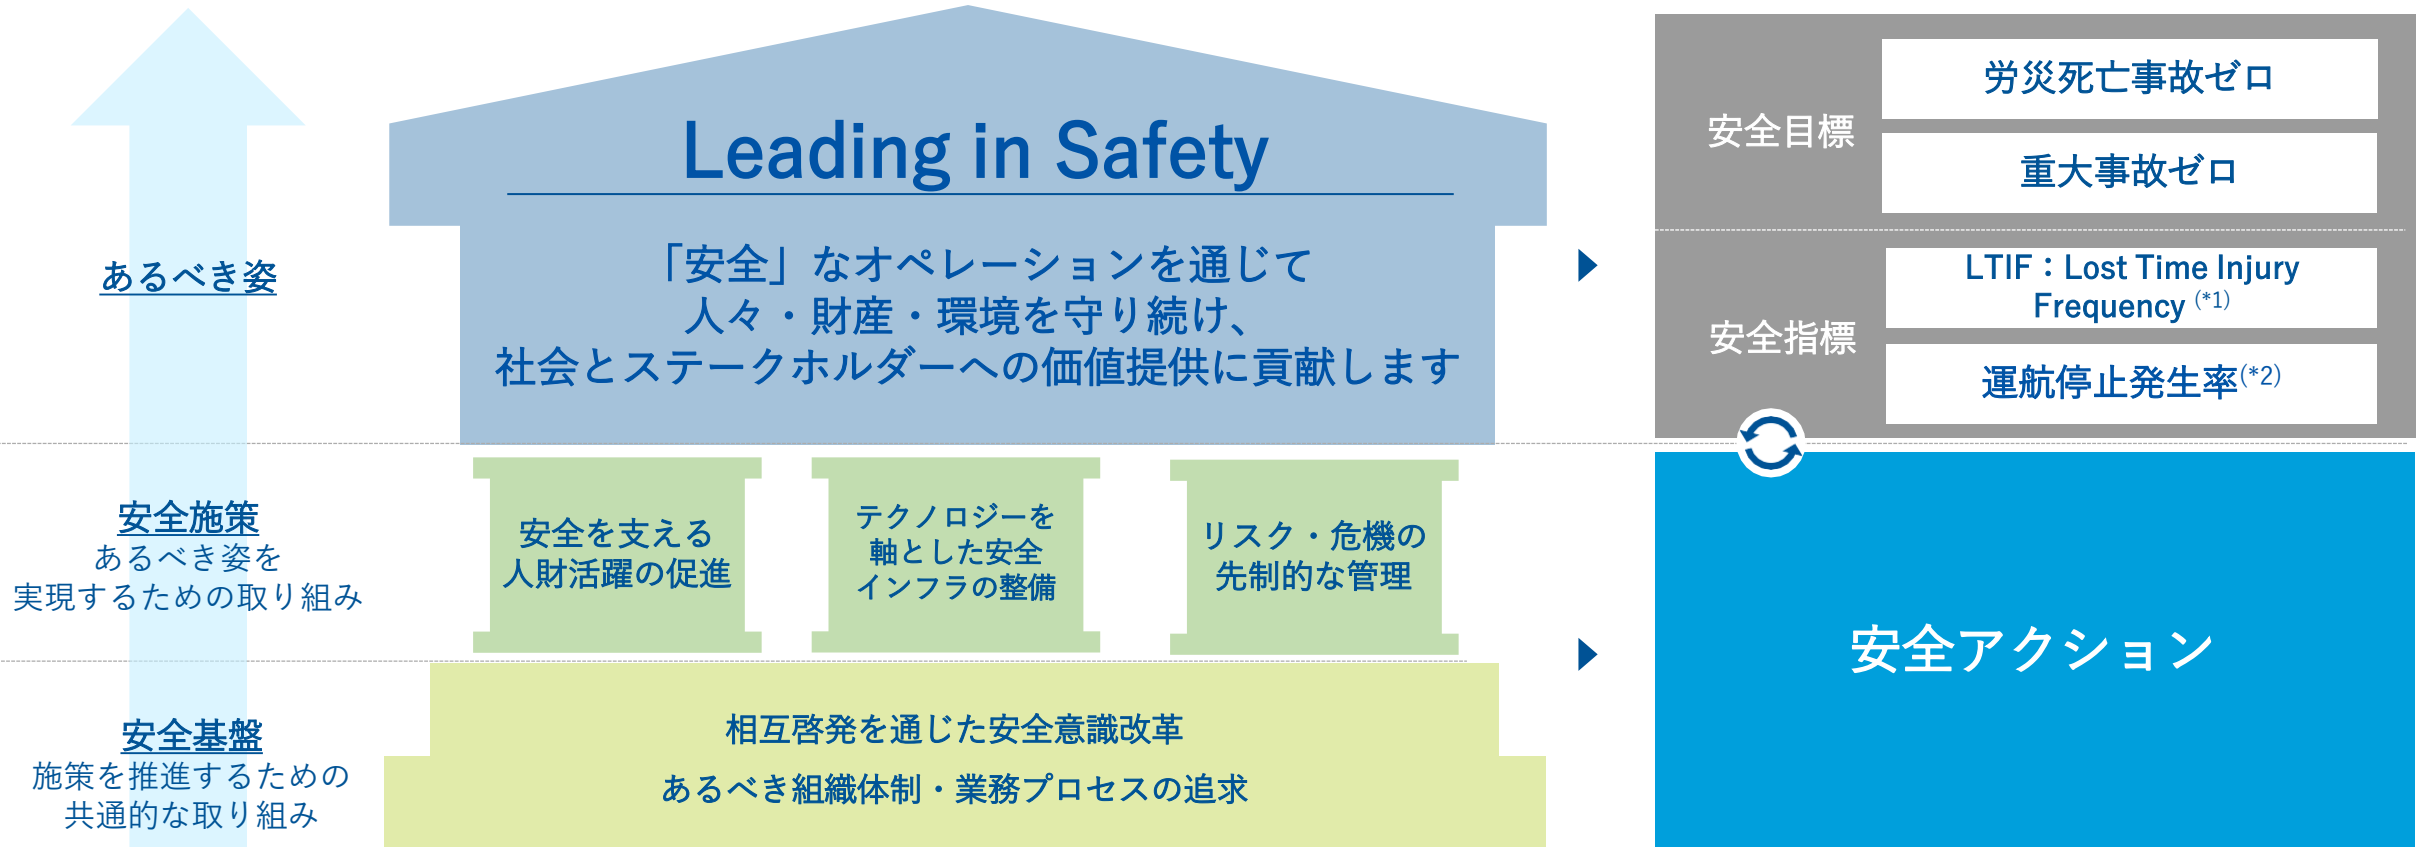 あるべき姿
Leading in Safety
「安全」なオペレーションを通じて
人々・財産・環境を守り続け、
社会とステークホルダーへの価値提供に貢献します
安全目標
労災死亡事故ゼロ
重大事故ゼロ
安全指標
LTIF：Lost Time Injury
Frequency (*1)
運航停止発生率(*2)
安全施策
あるべき姿を
実現するための取り組み
安全を支える
人財活躍の促進
テクノロジーを
軸とした安全
インフラの整備
リスク・危機の
先制的な管理
安全基盤
施策を推進するための
共通的な取り組み
相互啓発を通じた安全意識改革
あるべき組織体制・業務プロセスの追求
安全アクション